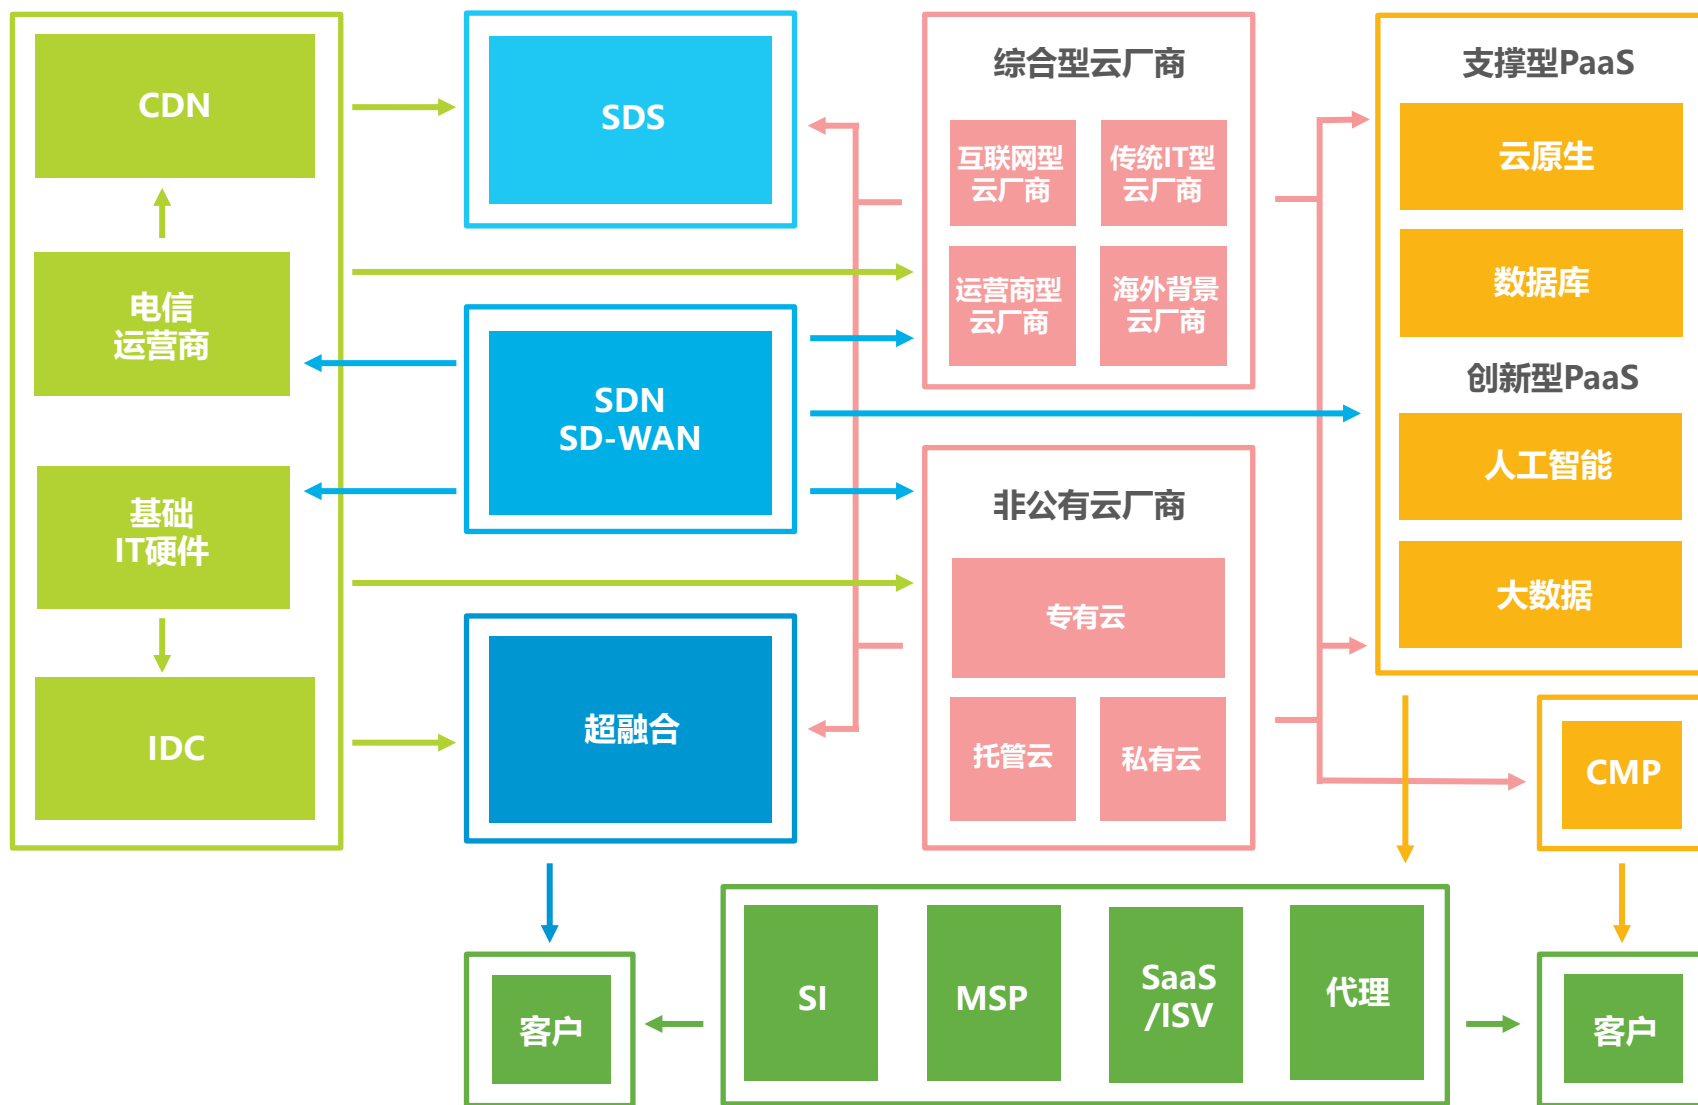 CDN
电信
运营商
基础
IT硬件
IDC
SDS
SDN
SD-WAN
超融合
综合型云厂商
互联网型
云厂商
传统IT型
云厂商
运营商型
云厂商
海外背景
云厂商
非公有云厂商
专有云
托管云
私有云
支撑型PaaS
云原生
数据库
创新型PaaS
人工智能
大数据
CMP
客户
SI
MSP
SaaS
/ISV
代理
客户